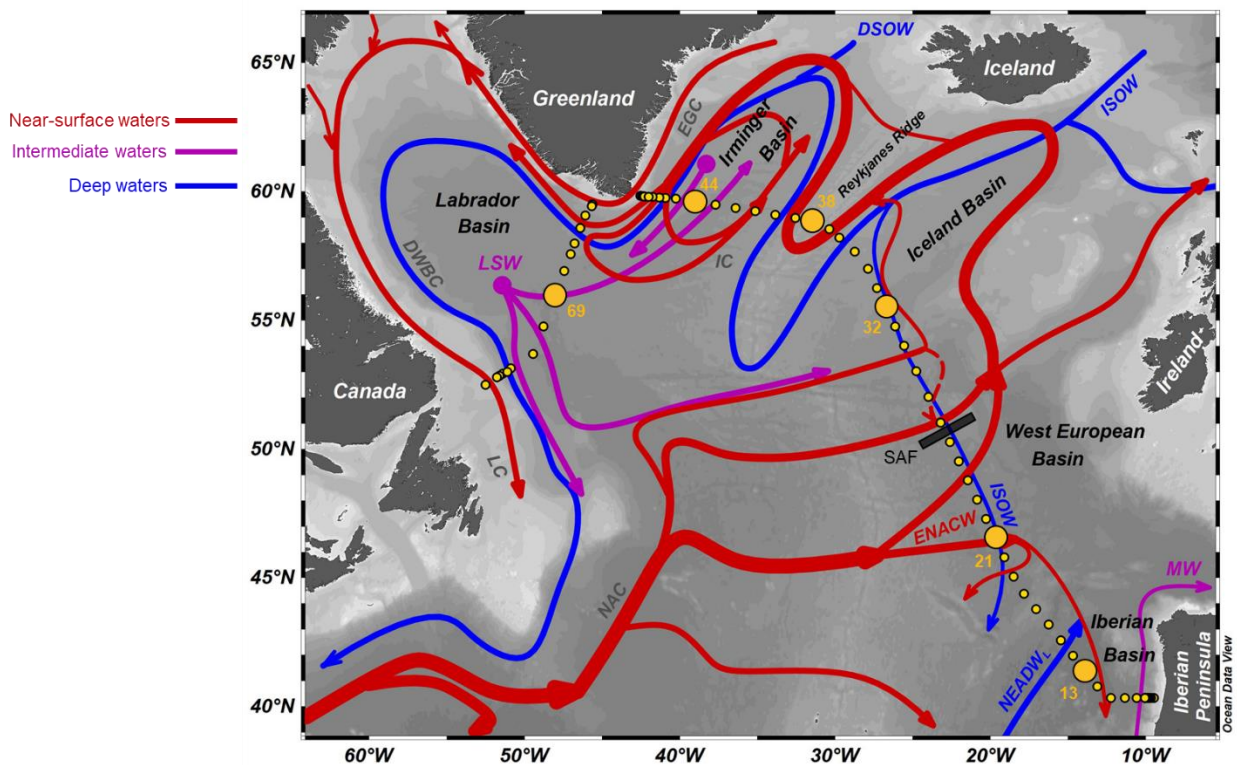 Near-surface waters
Intermediate waters
Deep waters
65°N
60°N
55°N
50°N
45°N
40°N
60°W
50°W
40°W
30°W
20°W
10°W
DSOW
Iceland
ISOW
Greenland
EGC
Irminger
Basin
Reykjanes Ridge
44
38
Labrador
Basin
Iceland Basin
DWBC
LSW
IC
69
32
Ireland
Canada
LC
SAF
West European
Basin
ISOW
ENACW
21
MW
NAC
Iberian
Basin
NEADWL
13
Iberian
Peninsula
Ocean Data View